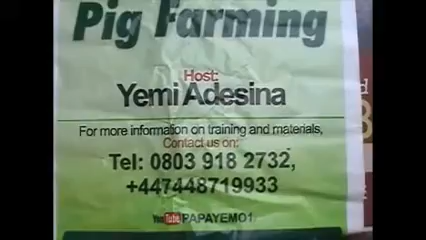 Pig Farming
Host:
Yemi Adesina
For more information on training and materials,
Contact us on:
Tel: 0803 918 2732,
+447448719933
YouTube PAPAYEMO1